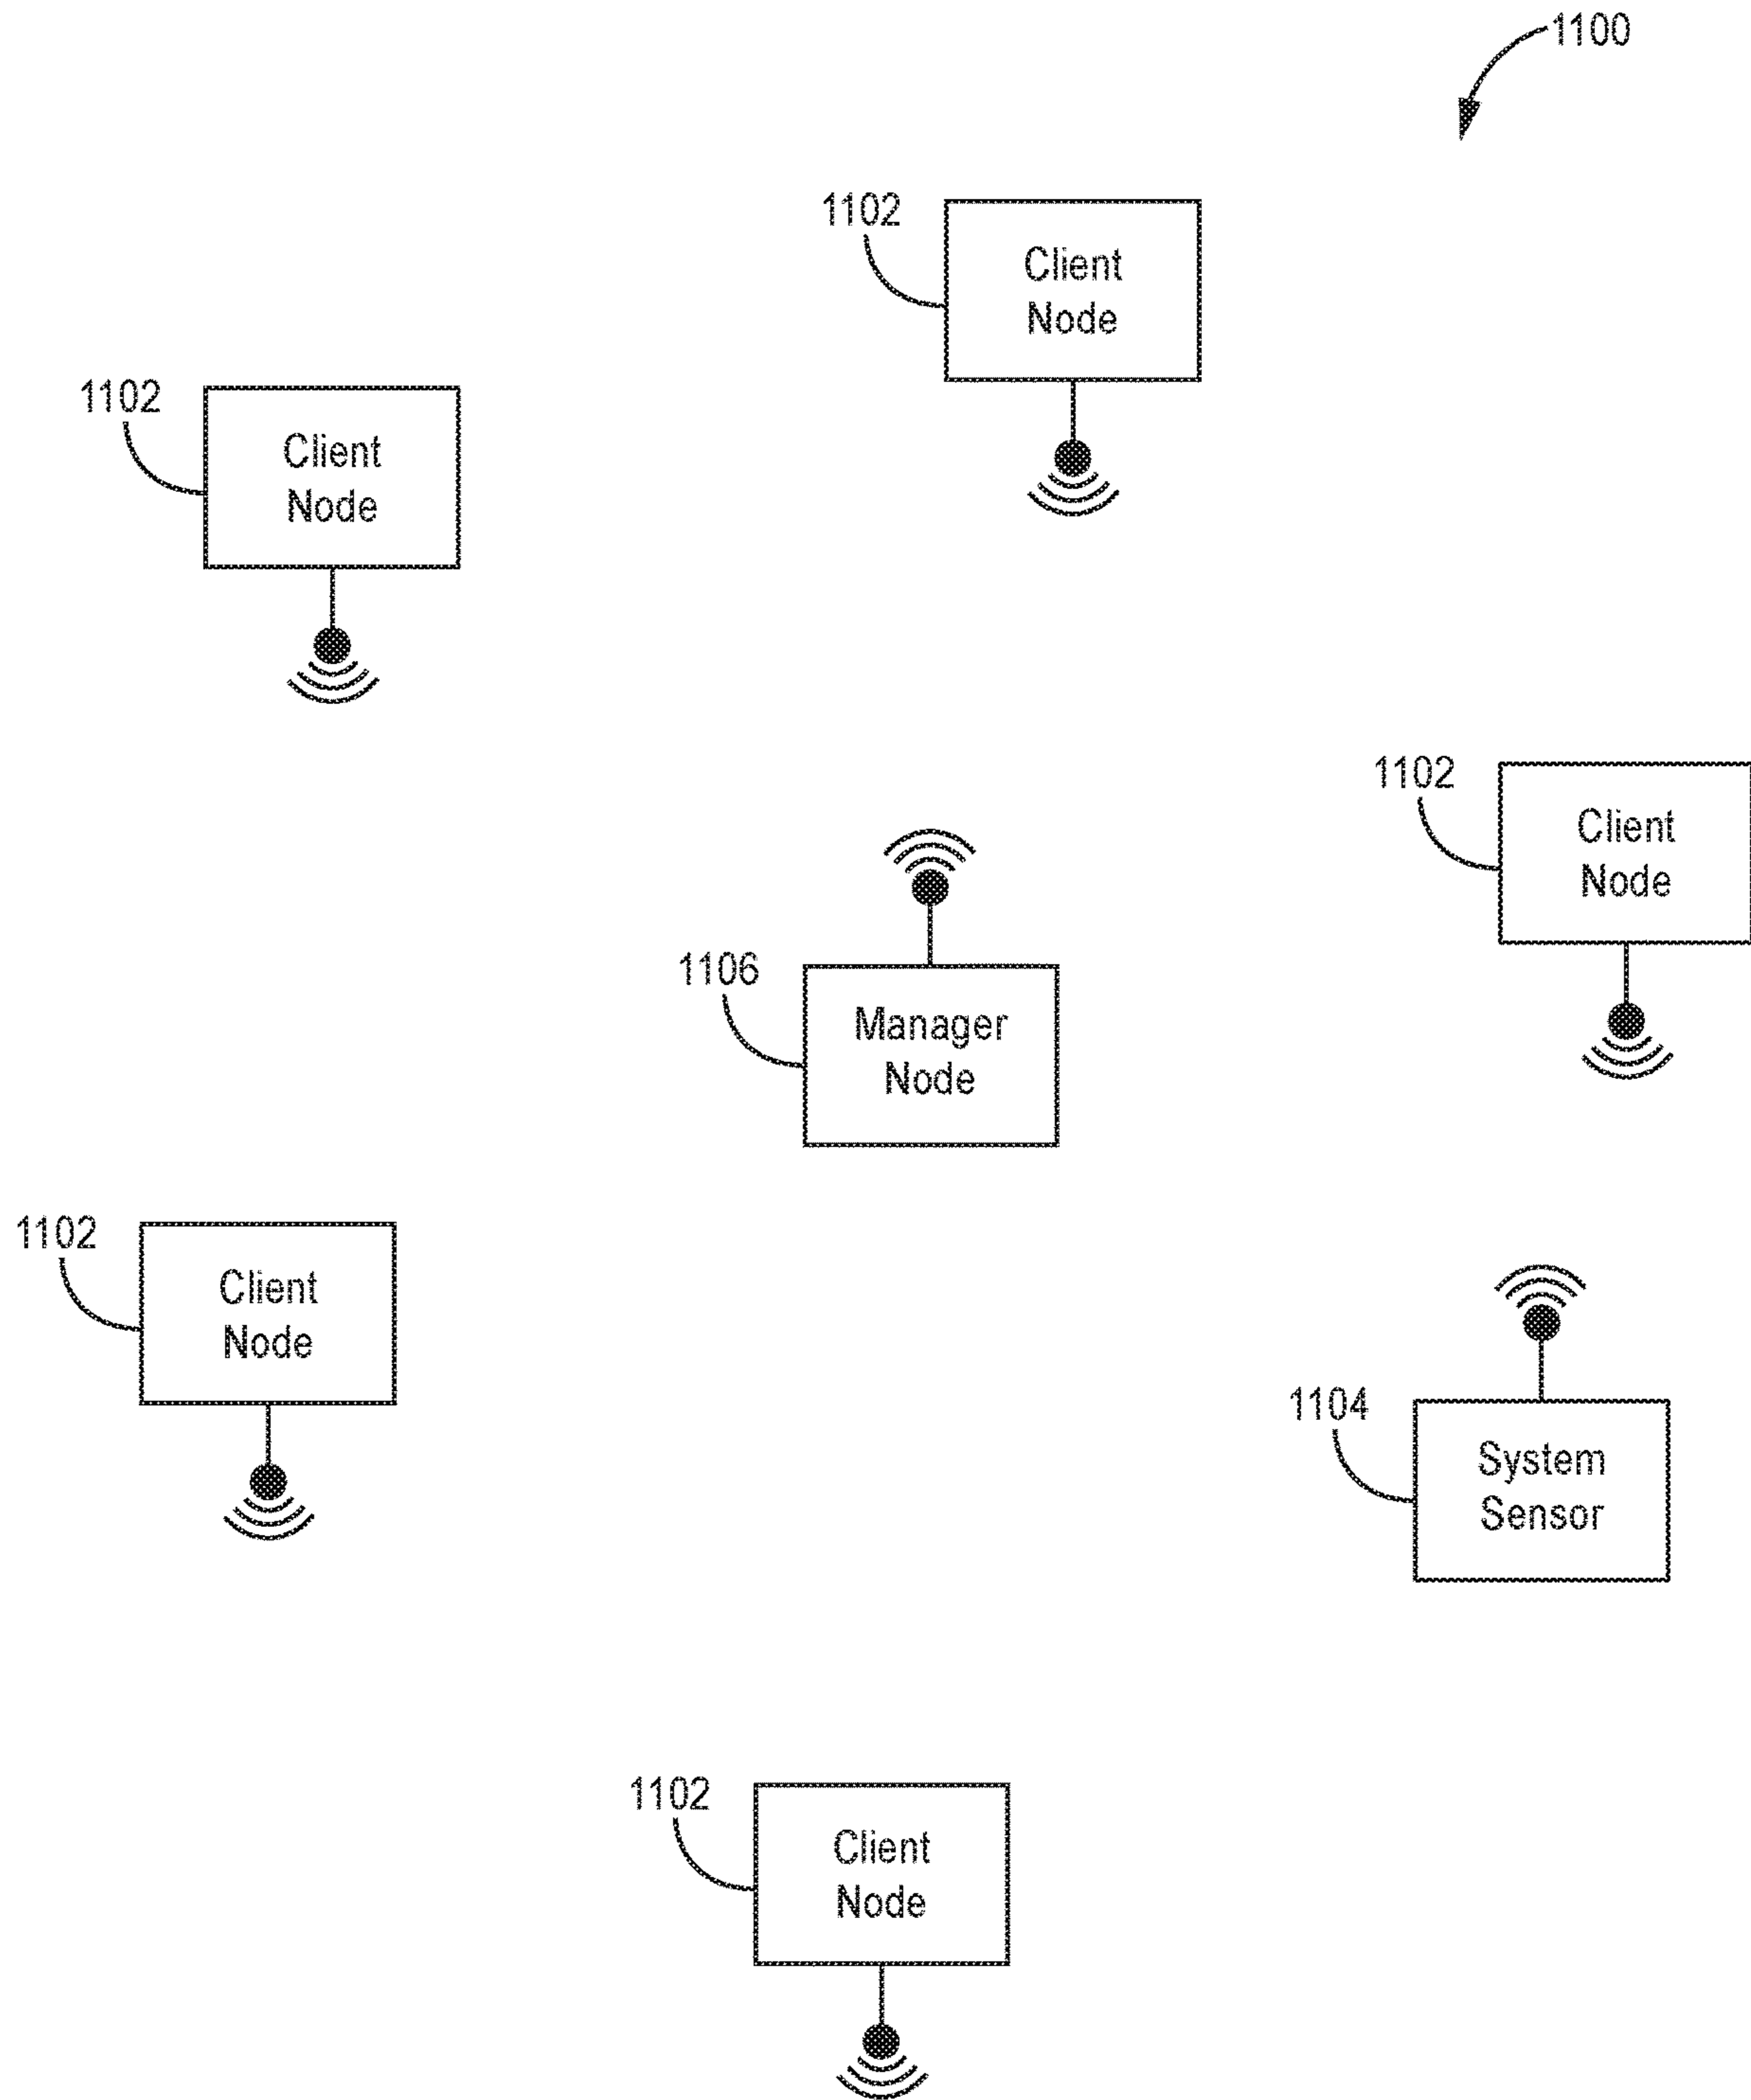 1100
1102
Client
Node
1102
Client
Node
1102
Client
Node
1106
Manager
Node
1102
Client
Node
1104
System
Sensor
1102
Client
Node